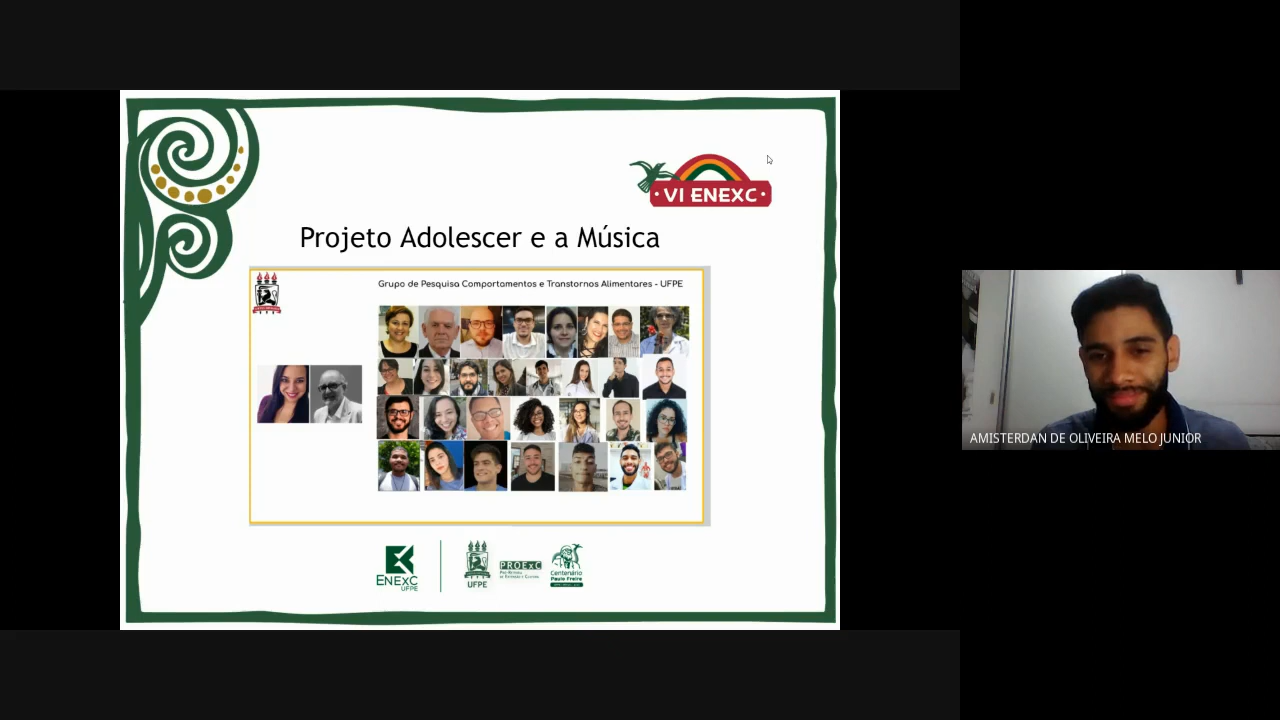 VI ENEXC
Projeto Adolescer e a Música
Grupo de Pesquisa Comportamentos e Transtornos Alimentares - UFPE
ENEXC
UFPE
UFPE
PROExC
Centenário
Paulo Freire
AMISTERDAN DE OLIVEIRA MELO JUNIOR